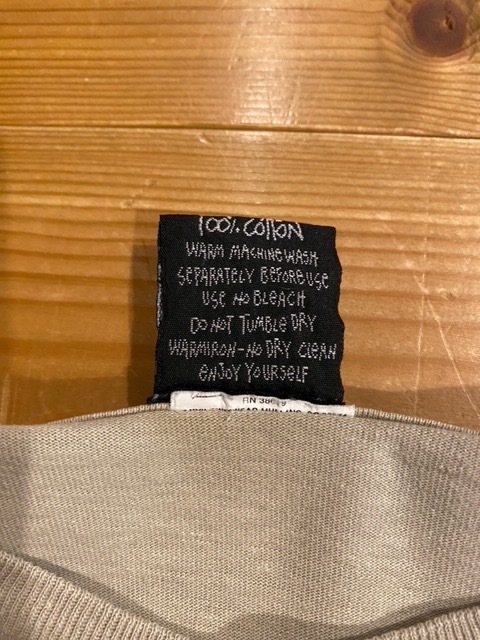 100% COTTON
WARM MACHINE WASH
SEPARATELY BEFORE USE
USE NO BLEACH
DO NOT TUMBLE DRY
WARM IRON-NO DRY CLEAN
ENJOY YOURSELF
RN